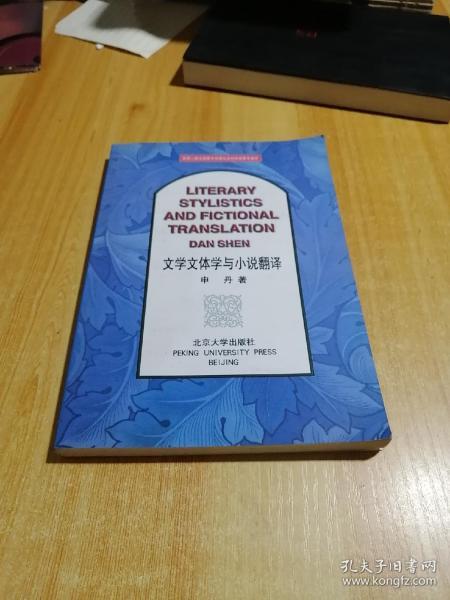 LITERARY
STYLISTICS
AND FICTIONAL
TRANSLATION
DAN SHEN
文学文体学与小说翻译
申 丹 著
北京大学出版社
PEKING UNIVERSITY PRESS
BEIJING
孔夫子旧书网
www.kongfz.com